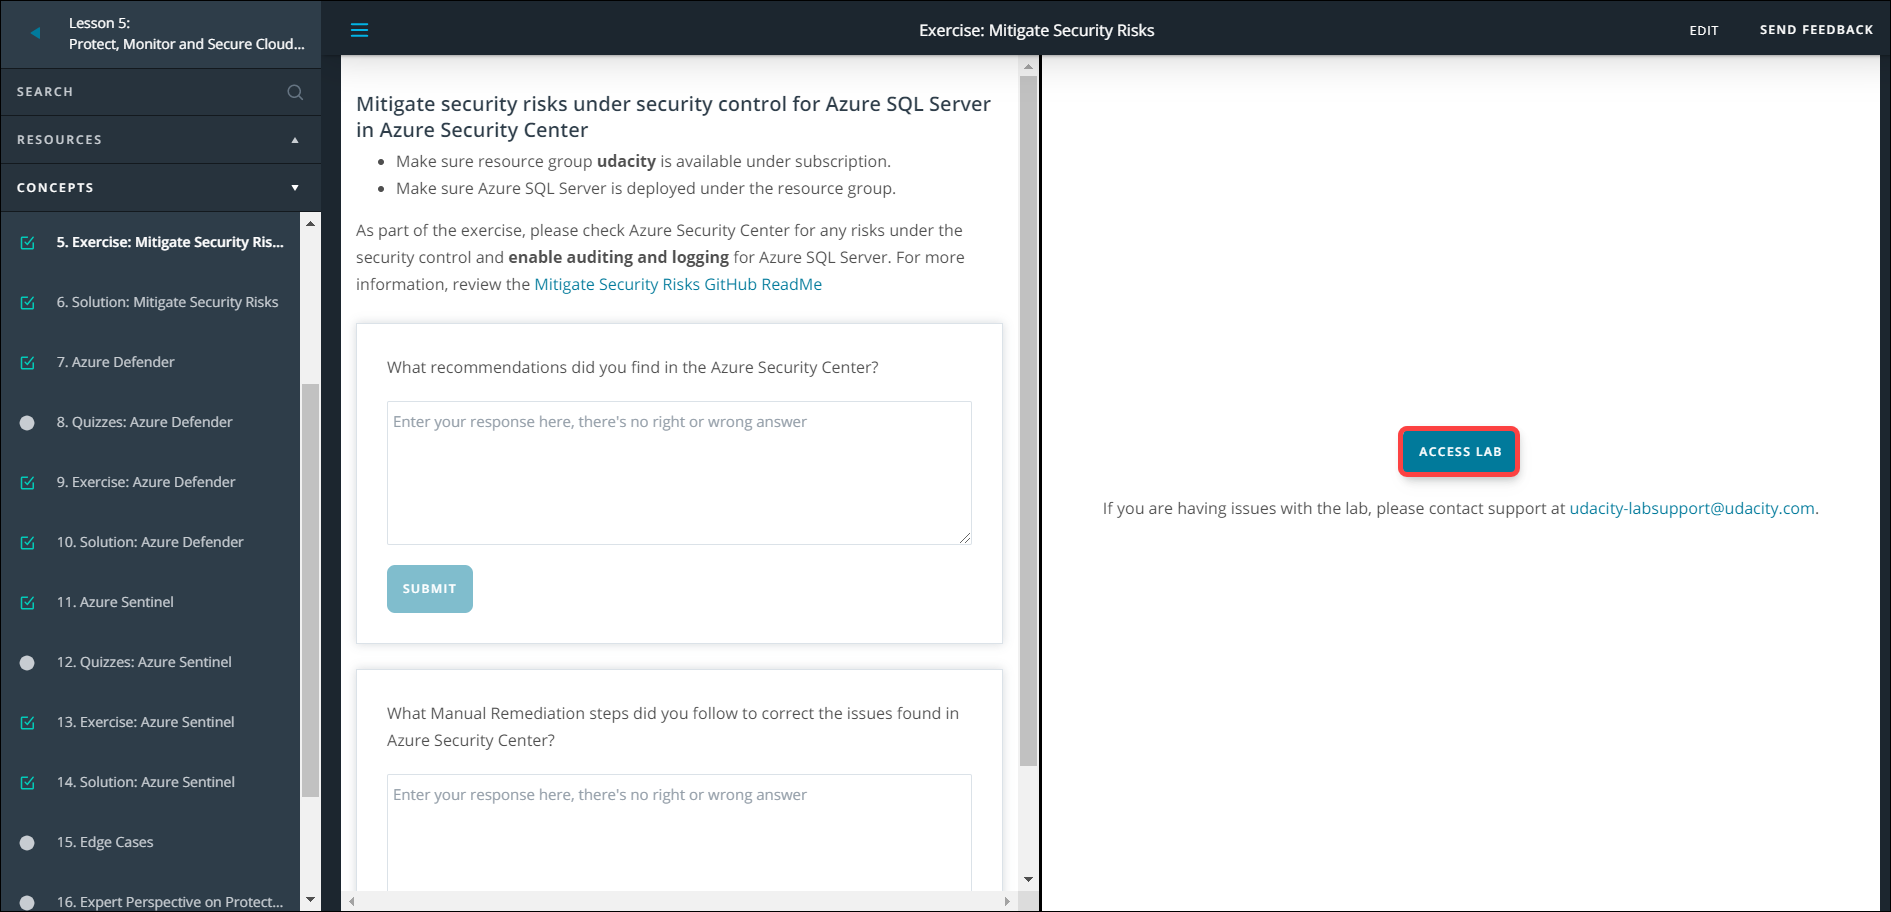 Lesson 5:
Protect, Monitor and Secure Cloud...
SEARCH
RESOURCES
CONCEPTS
5. Exercise: Mitigate Security Ris...
6. Solution: Mitigate Security Risks
7. Azure Defender
8. Quizzes: Azure Defender
9. Exercise: Azure Defender
10. Solution: Azure Defender
11. Azure Sentinel
12. Quizzes: Azure Sentinel
13. Exercise: Azure Sentinel
14. Solution: Azure Sentinel
15. Edge Cases
16. Expert Perspective on Protect...
Exercise: Mitigate Security Risks
EDIT
SEND FEEDBACK
Mitigate security risks under security control for Azure SQL Server
in Azure Security Center
Make sure resource group udacity is available under subscription.
Make sure Azure SQL Server is deployed under the resource group.
As part of the exercise, please check Azure Security Center for any risks under the
security control and enable auditing and logging for Azure SQL Server. For more
information, review the Mitigate Security Risks GitHub ReadMe
What recommendations did you find in the Azure Security Center?
Enter your response here, there's no right or wrong answer
SUBMIT
What Manual Remediation steps did you follow to correct the issues found in
Azure Security Center?
Enter your response here, there's no right or wrong answer
ACCESS LAB
If you are having issues with the lab, please contact support at udacity-labsupport@udacity.com.